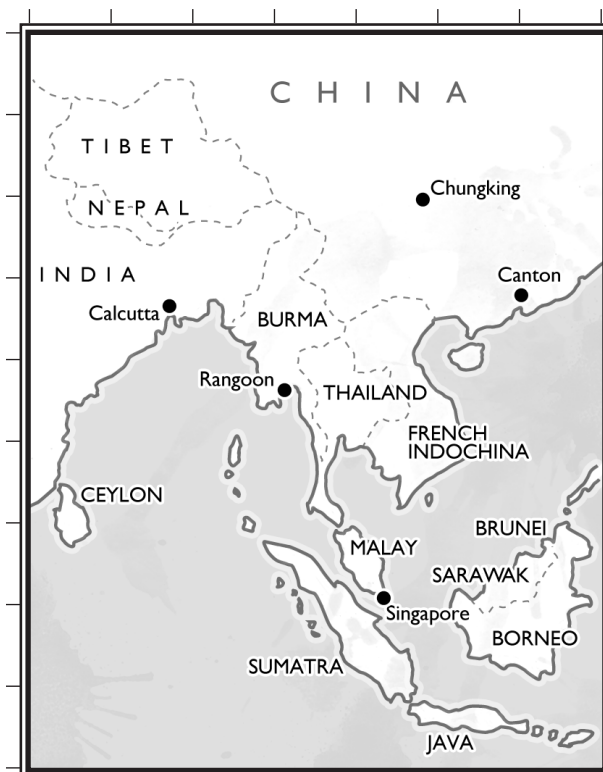 CHINA
TIBET
Chungking
NEPAL
INDIA
Canton
Calcutta
BURMA
Rangoon
THAILAND
FRENCH
INDOCHINA
CEYLON
BRUNEI
MALAY
SARAWAK
Singapore
BORNEO
SUMATRA
JAVA